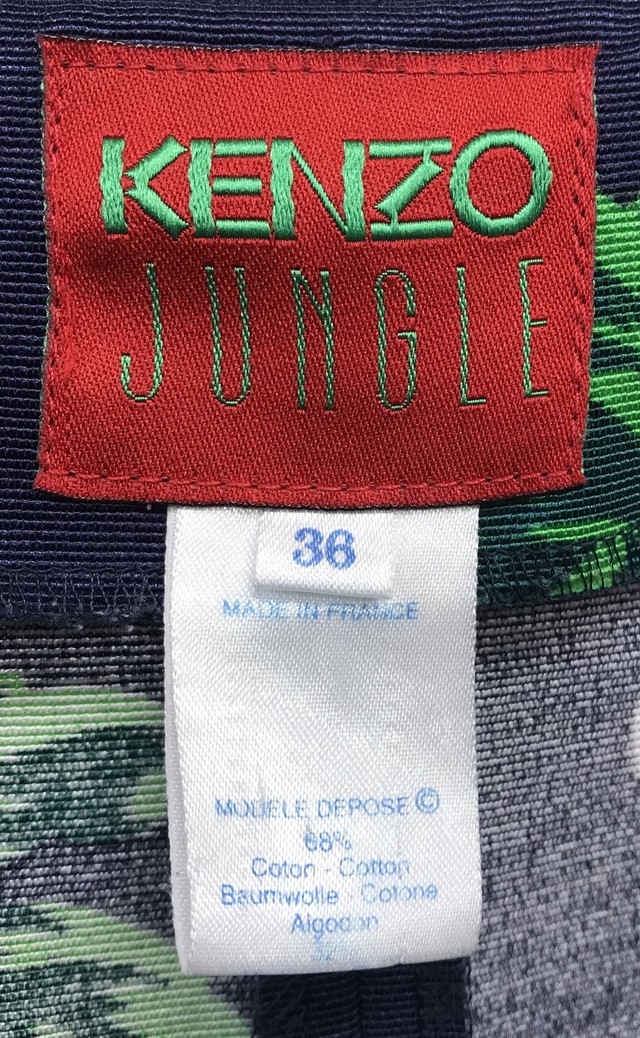 KENZO
JUNGLE
36
MADE IN FRANCE
MODELE DEPOSE ©
68%
Coton - Cotton
Baumwolle - Cotone
Algodon